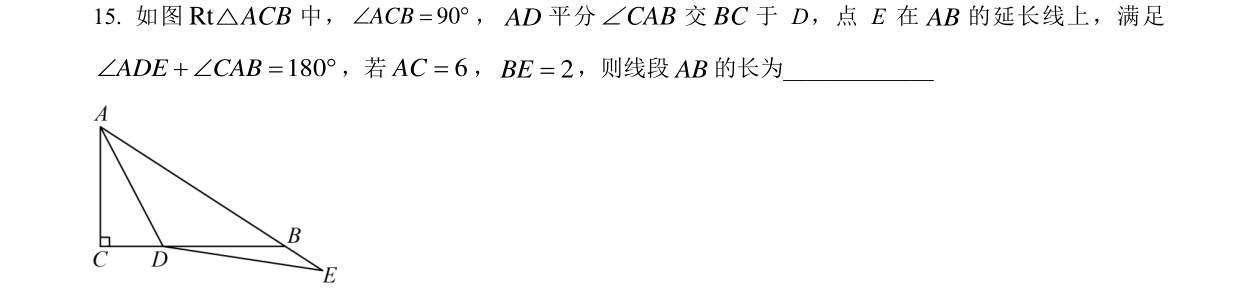 15. 如图 Rt△ACB 中，∠ACB=90°，AD 平分∠CAB 交 BC 于 D，点 E 在 AB 的延长线上，满足
∠ADE+∠CAB=180°，若 AC=6，BE=2，则线段 AB 的长为____________
A
B
C
D
E